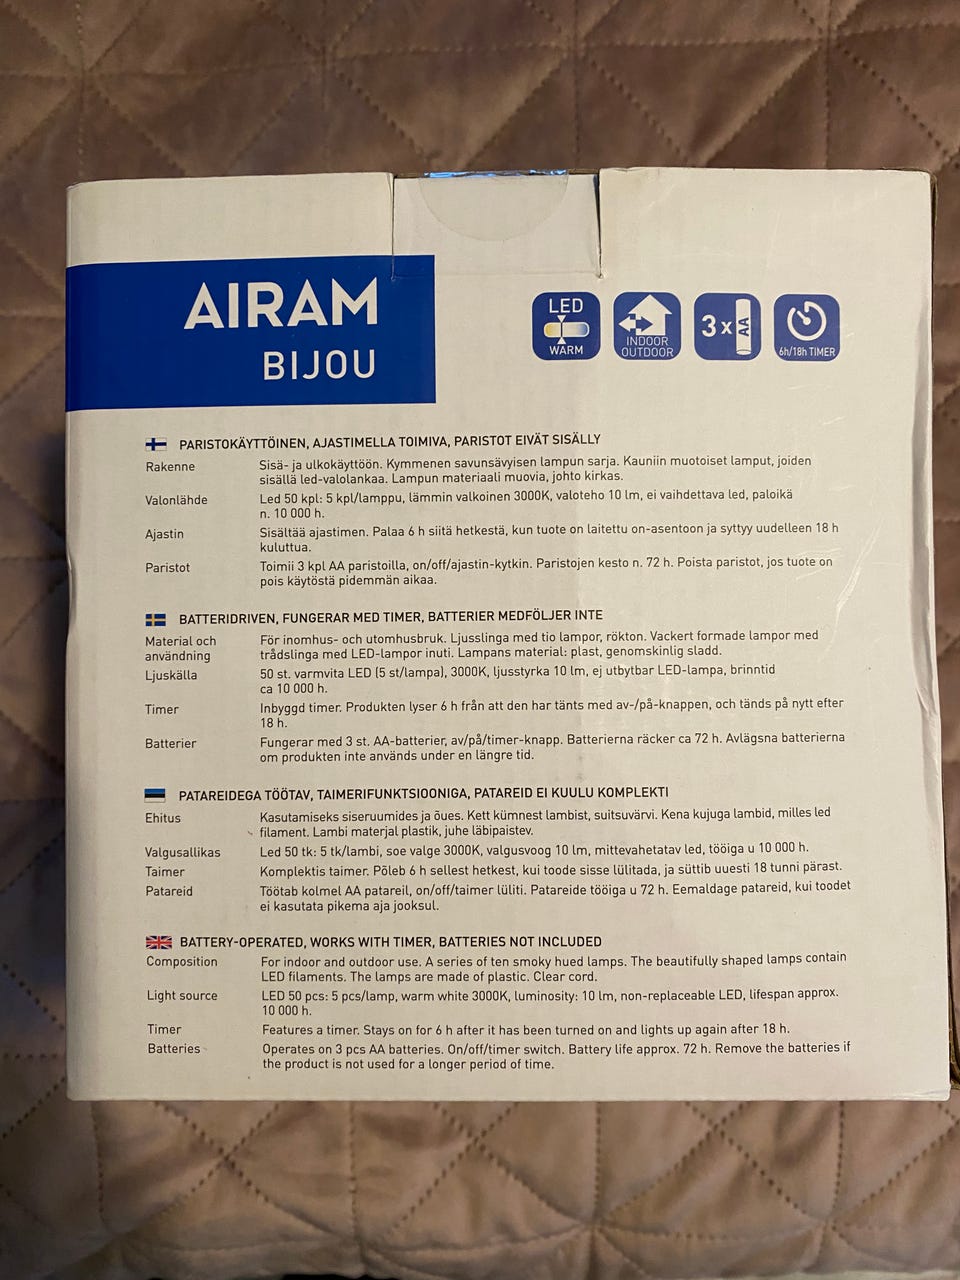 AIRAM
BIJOU
LED
WARM
INDOOR
OUTDOOR
3 x AA
6h/18h TIMER
PARISTOKÄYTTÖINEN, AJASTIMELLA TOIMIVA, PARISTOT EIVÄT SISÄLLY
Rakenne Sisä- ja ulkokäyttöön. Kymmenen savunsävyisen lampun sarja. Kauniin muotoiset lamput, joiden
sisällä led-valolankaa. Lampun materiaali muovia, johto kirkas.
Valonlähde Led 50 kpl: 5 kpl/lamppu, lämmin valkoinen 3000K, valoteho 10 lm, ei vaihdettava led, paloikä
n. 10 000 h.
Ajastin Sisältää ajastimen. Palaa 6 h siitä hetkestä, kun tuote on laitettu on-asentoon ja syttyy uudelleen 18 h
kuluttua.
Paristot Toimii 3 kpl AA paristoilla, on/off/ajastin-kytkin. Paristojen kesto n. 72 h. Poista paristot, jos tuote on
pois käytöstä pidemmän aikaa.
BATTERIDRIVEN, FUNGERAR MED TIMER, BATTERIER MEDFÖLJER INTE
Material och För inomhus- och utomhusbruk. Ljusslinga med tio lampor, rökton. Vackert formade lampor med
användning trådslinga med LED-lampor inuti. Lampans material: plast, genomskinlig sladd.
Ljuskälla 50 st. varmvita LED (5 st/lampa), 3000K, ljusstyrka 10 lm, ej utbytbar LED-lampa, brinntid
ca 10 000 h.
Timer Inbyggd timer. Produkten lyser 6 h från att den har tänts med av-/på-knappen, och tänds på nytt efter
18 h.
Batterier Fungerar med 3 st. AA-batterier, av/på/timer-knapp. Batterierna räcker ca 72 h. Avlägsna batterierna
om produkten inte används under en längre tid.
PATAREIDEGA TÖÖTAV, TAIMERIFUNKTSIOONIGA, PATAREID EI KUULU KOMPLEKTI
Ehitus Kasutamiseks siseruumides ja õues. Kett kümnest lambist, suitsuvärvi. Kena kujuga lambid, milles led
filament. Lambi materjal plastik, juhe läbipaistev.
Valgusallikas Led 50 tk: 5 tk/lambi, soe valge 3000K, valgusvoog 10 lm, mittevahetatav led, tööiga u 10 000 h.
Taimer Komplektis taimer. Põleb 6 h sellest hetkest, kui toode sisse lülitada, ja süttib uuesti 18 tunni pärast.
Patareid Töötab kolmel AA patareil, on/off/taimer lüliti. Patareide tööiga u 72 h. Eemaldage patareid, kui toodet
ei kasutata pikema aja jooksul.
BATTERY-OPERATED, WORKS WITH TIMER, BATTERIES NOT INCLUDED
Composition For indoor and outdoor use. A series of ten smoky hued lamps. The beautifully shaped lamps contain
LED filaments. The lamps are made of plastic. Clear cord.
Light source LED 50 pcs: 5 pcs/lamp, warm white 3000K, luminosity: 10 lm, non-replaceable LED, lifespan approx.
10 000 h.
Timer Features a timer. Stays on for 6 h after it has been turned on and lights up again after 18 h.
Batteries Operates on 3 pcs AA batteries. On/off/timer switch. Battery life approx. 72 h. Remove the batteries if
the product is not used for a longer period of time.